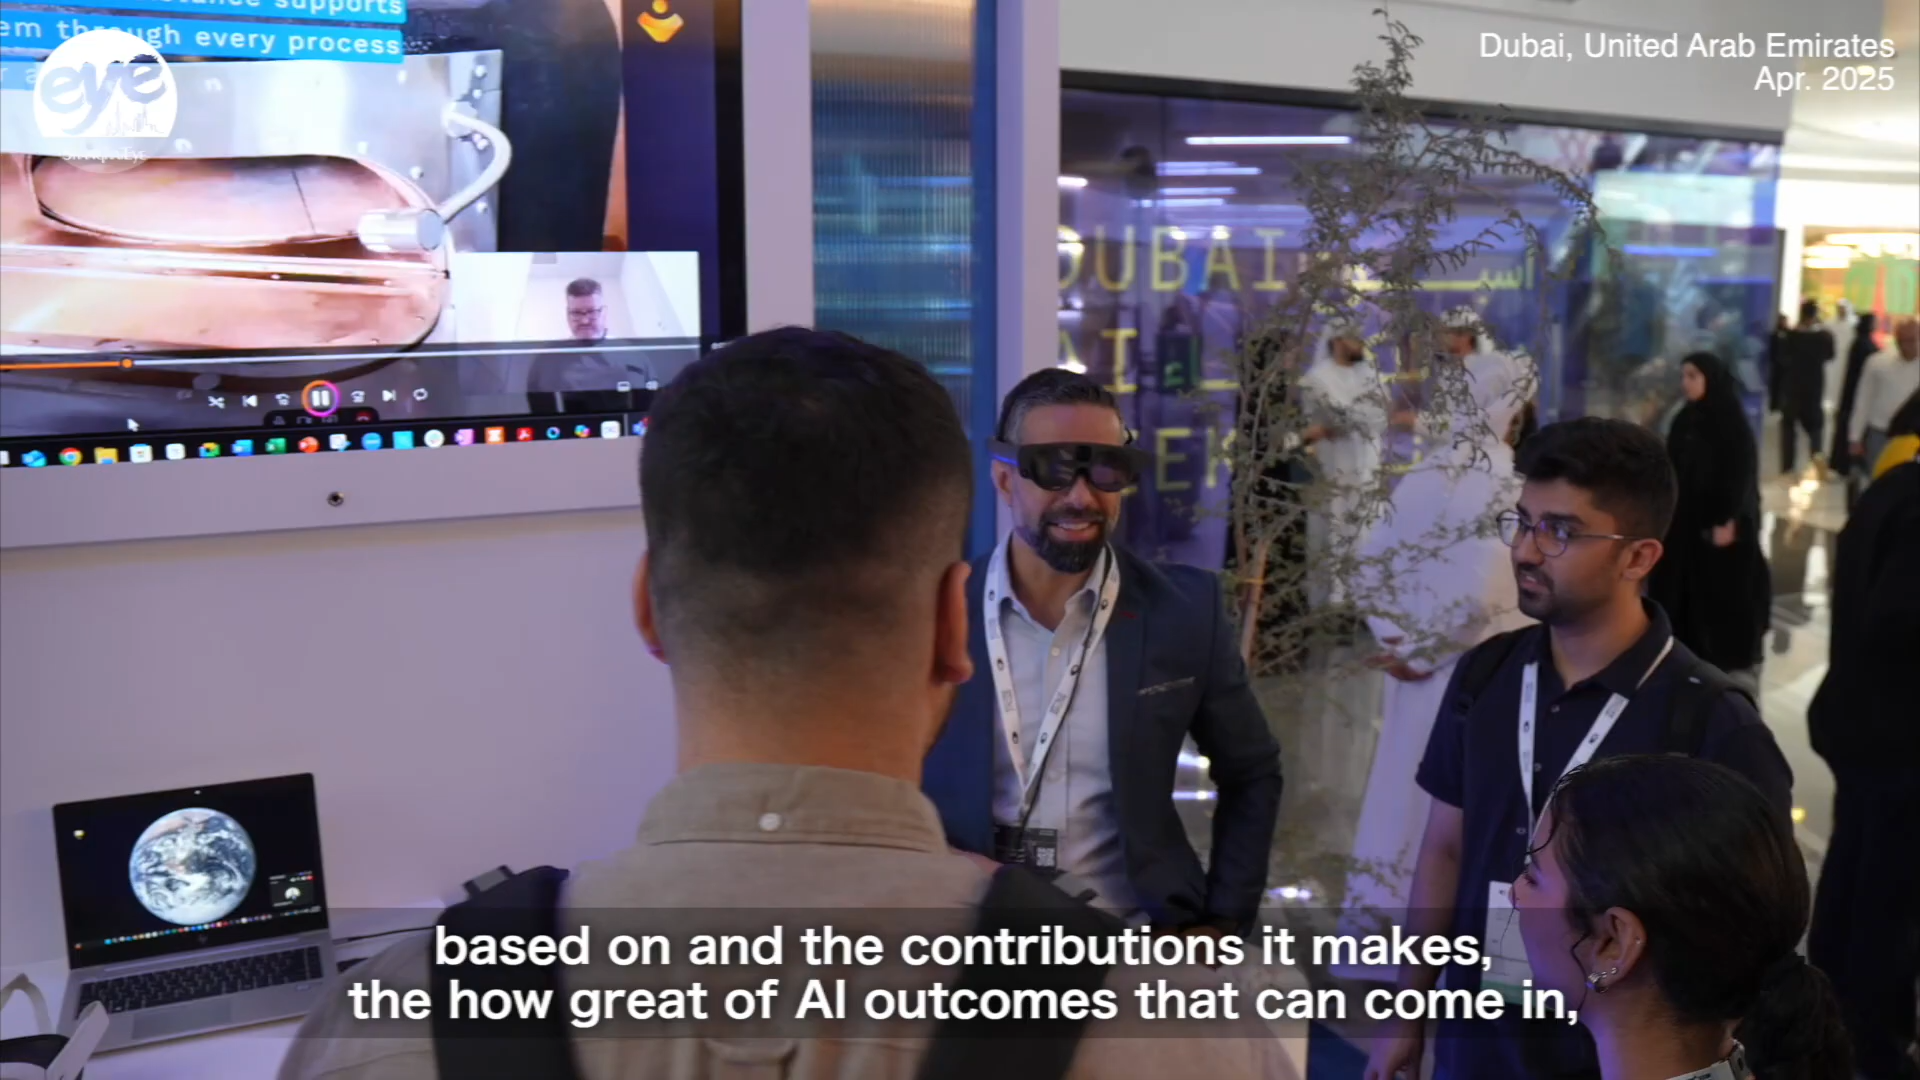 supports
through every process
eye
Dubai, United Arab Emirates
Apr. 2025
DUBAI
AI
based on and the contributions it makes,
the how great of AI outcomes that can come in,